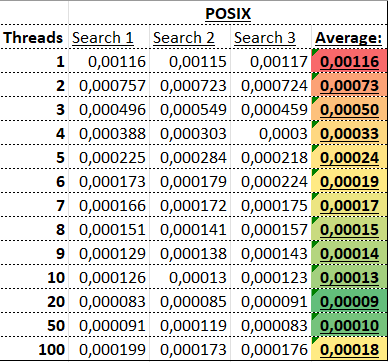 POSIX
Threads Search 1 Search 2 Search 3 Average:
1 0,00116 0,00115 0,00117 0,00116
2 0,000757 0,000723 0,000724 0,00073
3 0,000496 0,000549 0,000459 0,00050
4 0,000388 0,000303 0,0003 0,00033
5 0,000225 0,000284 0,000218 0,00024
6 0,000173 0,000179 0,000224 0,00019
7 0,000166 0,000172 0,000175 0,00017
8 0,000151 0,000141 0,000157 0,00015
9 0,000129 0,000138 0,000143 0,00014
10 0,000126 0,00013 0,000123 0,00013
20 0,000083 0,000085 0,000091 0,00009
50 0,000091 0,000119 0,000083 0,00010
100 0,000199 0,000173 0,000176 0,00018